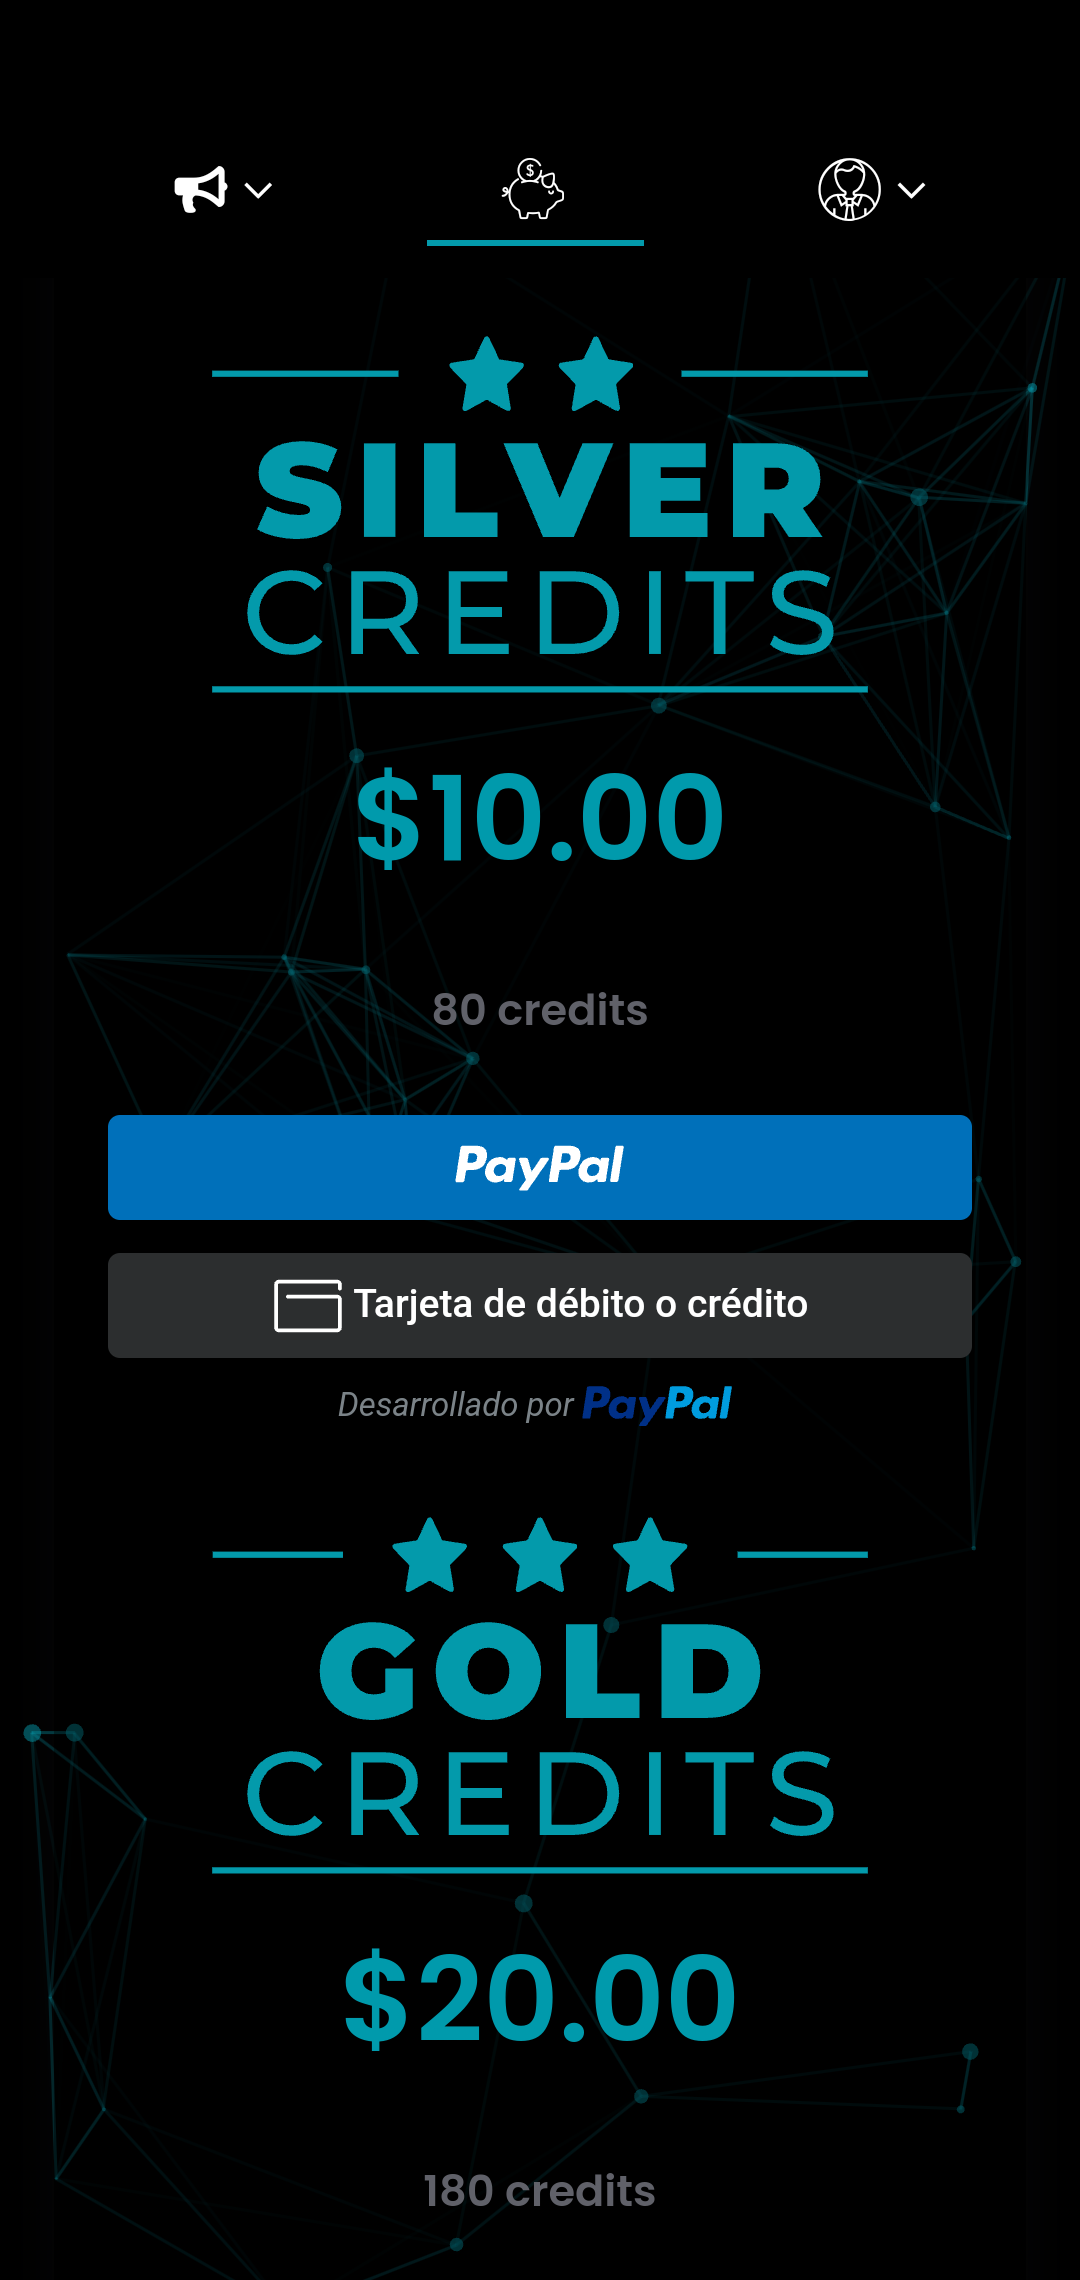 SILVER
CREDITS
$10.00
80 credits
PayPal
Tarjeta de débito o crédito
Desarrollado por PayPal
GOLD
CREDITS
$20.00
180 credits